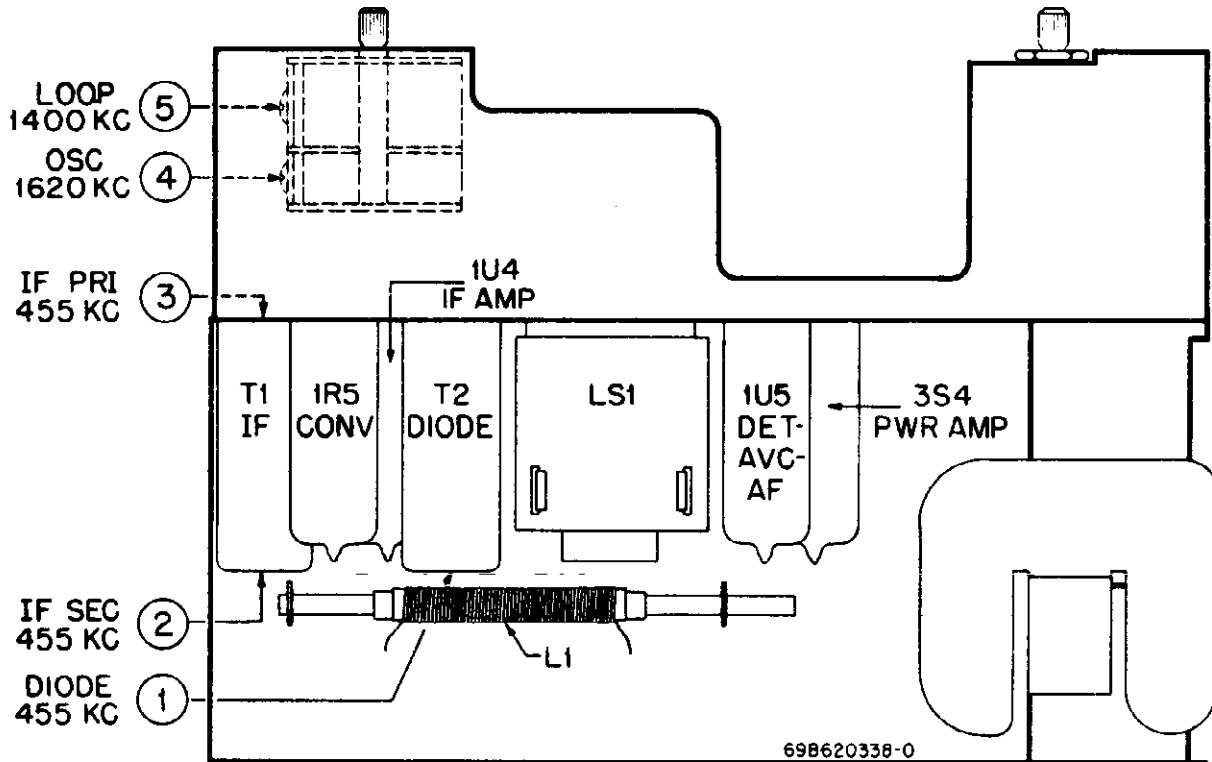 LOOP
1400 KC
5
OSC
1620 KC
4
IF PRI
455 KC
3
1U4
IF AMP
T1
IF
1R5
CONV
T2
DIODE
LS1
1U5
DET-
AVC-
AF
3S4
PWR AMP
IF SEC
455 KC
2
L1
DIODE
455 KC
1
69B620338-0